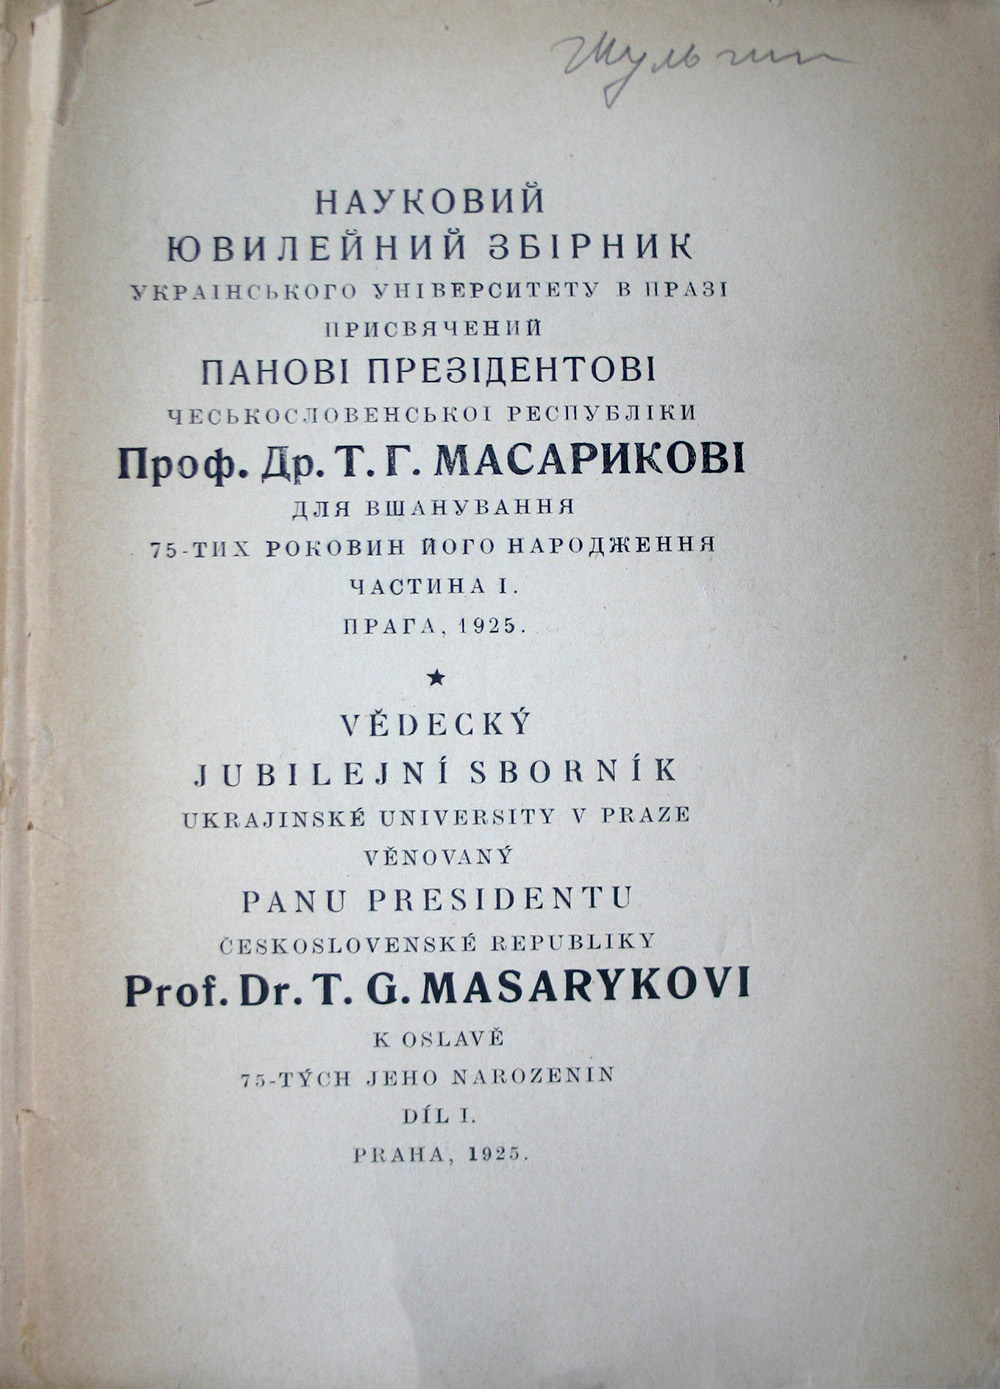 Шульгин
НАУКОВИЙ
ЮВИЛЕЙНИЙ ЗБІРНИК
УКРАІНСЬКОГО УНІВЕРСИТЕТУ В ПРАЗІ
ПРИСВЯЧЕНИЙ
ПАНОВІ ПРЕЗІДЕНТОВІ
ЧЕСЬКОСЛОВЕНСЬКОІ РЕСПУБЛІКИ
Проф. Др. Т. Г. МАСАРИКОВІ
ДЛЯ ВШАНУВАННЯ
75-ТИХ РОКОВИН ЙОГО НАРОДЖЕННЯ
ЧАСТИНА І.
ПРАГА, 1925.
★
VĚDECKÝ
JUBILEJNÍ SBORNÍK
UKRAJINSKÉ UNIVERSITY V PRAZE
VĚNOVANÝ
PANU PRESIDENTU
ČESKOSLOVENSKÉ REPUBLIKY
Prof. Dr. T. G. MASARYKOVI
K OSLAVĚ
75-TÝCH JEHO NAROZENIN
DÍL I.
PRAHA, 1925.